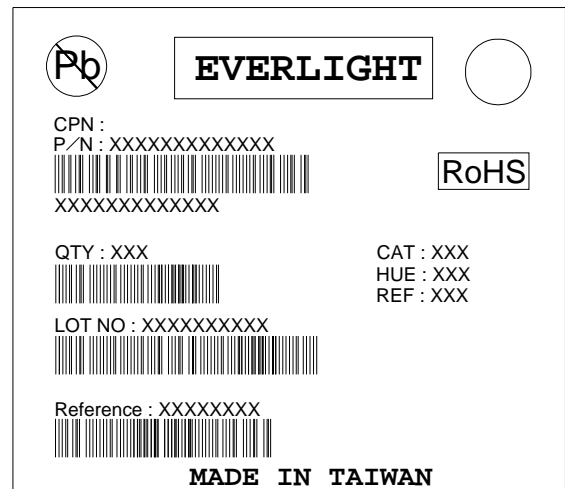 Pb
EVERLIGHT
CPN :
P/N : XXXXXXXXXXXXX
RoHS
XXXXXXXXXXXXX
QTY : XXX
CAT : XXX
HUE : XXX
REF : XXX
LOT NO : XXXXXXXXXX
Reference : XXXXXXXX
MADE IN TAIWAN